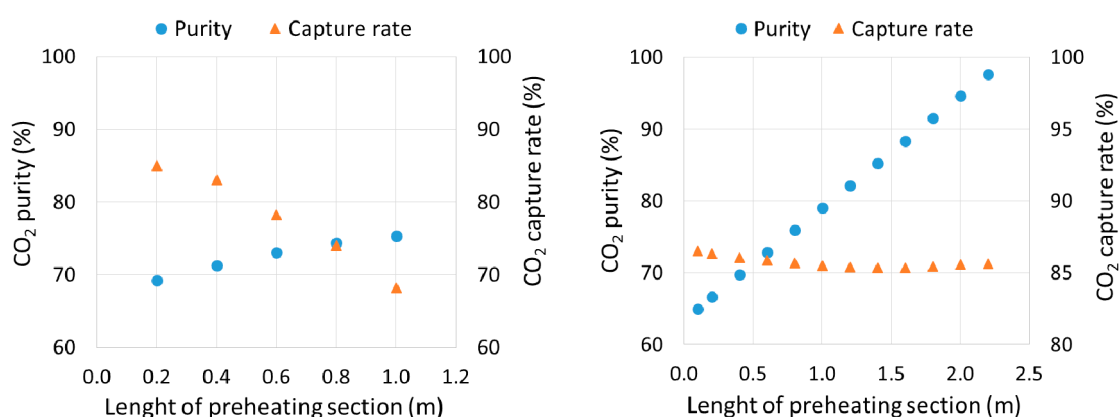 Purity Capture rate
100
90
80
70
60
CO2 purity (%)
100
90
80
70
60
CO2 capture rate (%)
0.0 0.2 0.4 0.6 0.8 1.0 1.2
Lenght of preheating section (m)
Purity Capture rate
100
90
80
70
60
CO2 purity (%)
100
95
90
85
80
CO2 capture rate (%)
0.0 0.5 1.0 1.5 2.0 2.5
Lenght of preheating section (m)